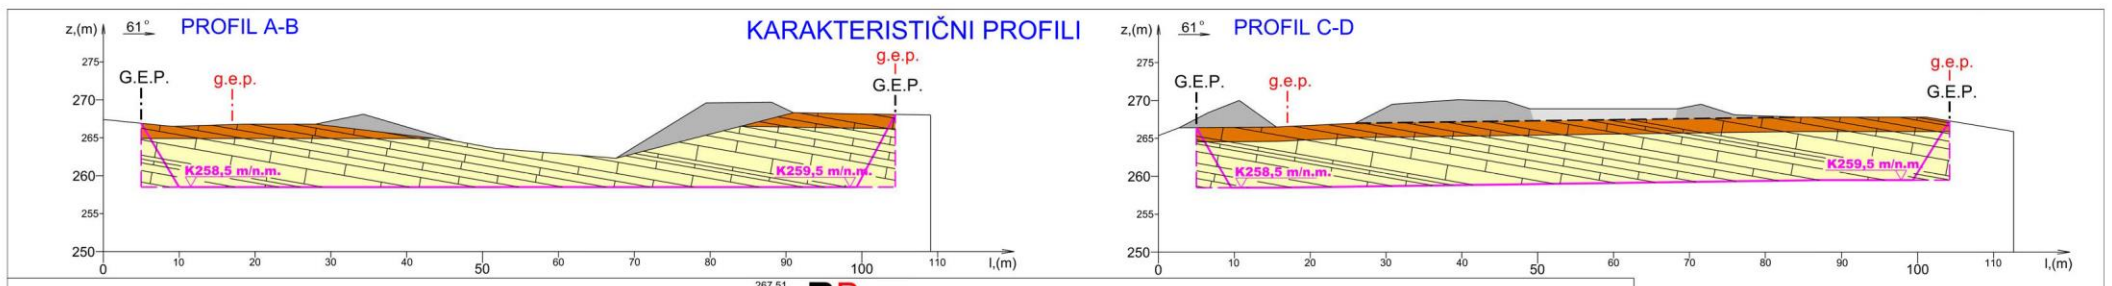 KARAKTERISTIČNI PROFILI
z,(m) 61° PROFIL A-B
275
270
265
260
255
250
G.E.P.
g.e.p.
g.e.p.
G.E.P.
K258,5 m/n.m.
K259,5 m/n.m.
0 10 20 30 40 50 60 70 80 90 100 110 l,(m)
z,(m) 61° PROFIL C-D
275
270
265
260
255
250
G.E.P.
g.e.p.
g.e.p.
G.E.P.
K258,5 m/n.m.
K259,5 m/n.m
0 10 20 30 40 50 60 70 80 90 100 110 l,(m)
267,51